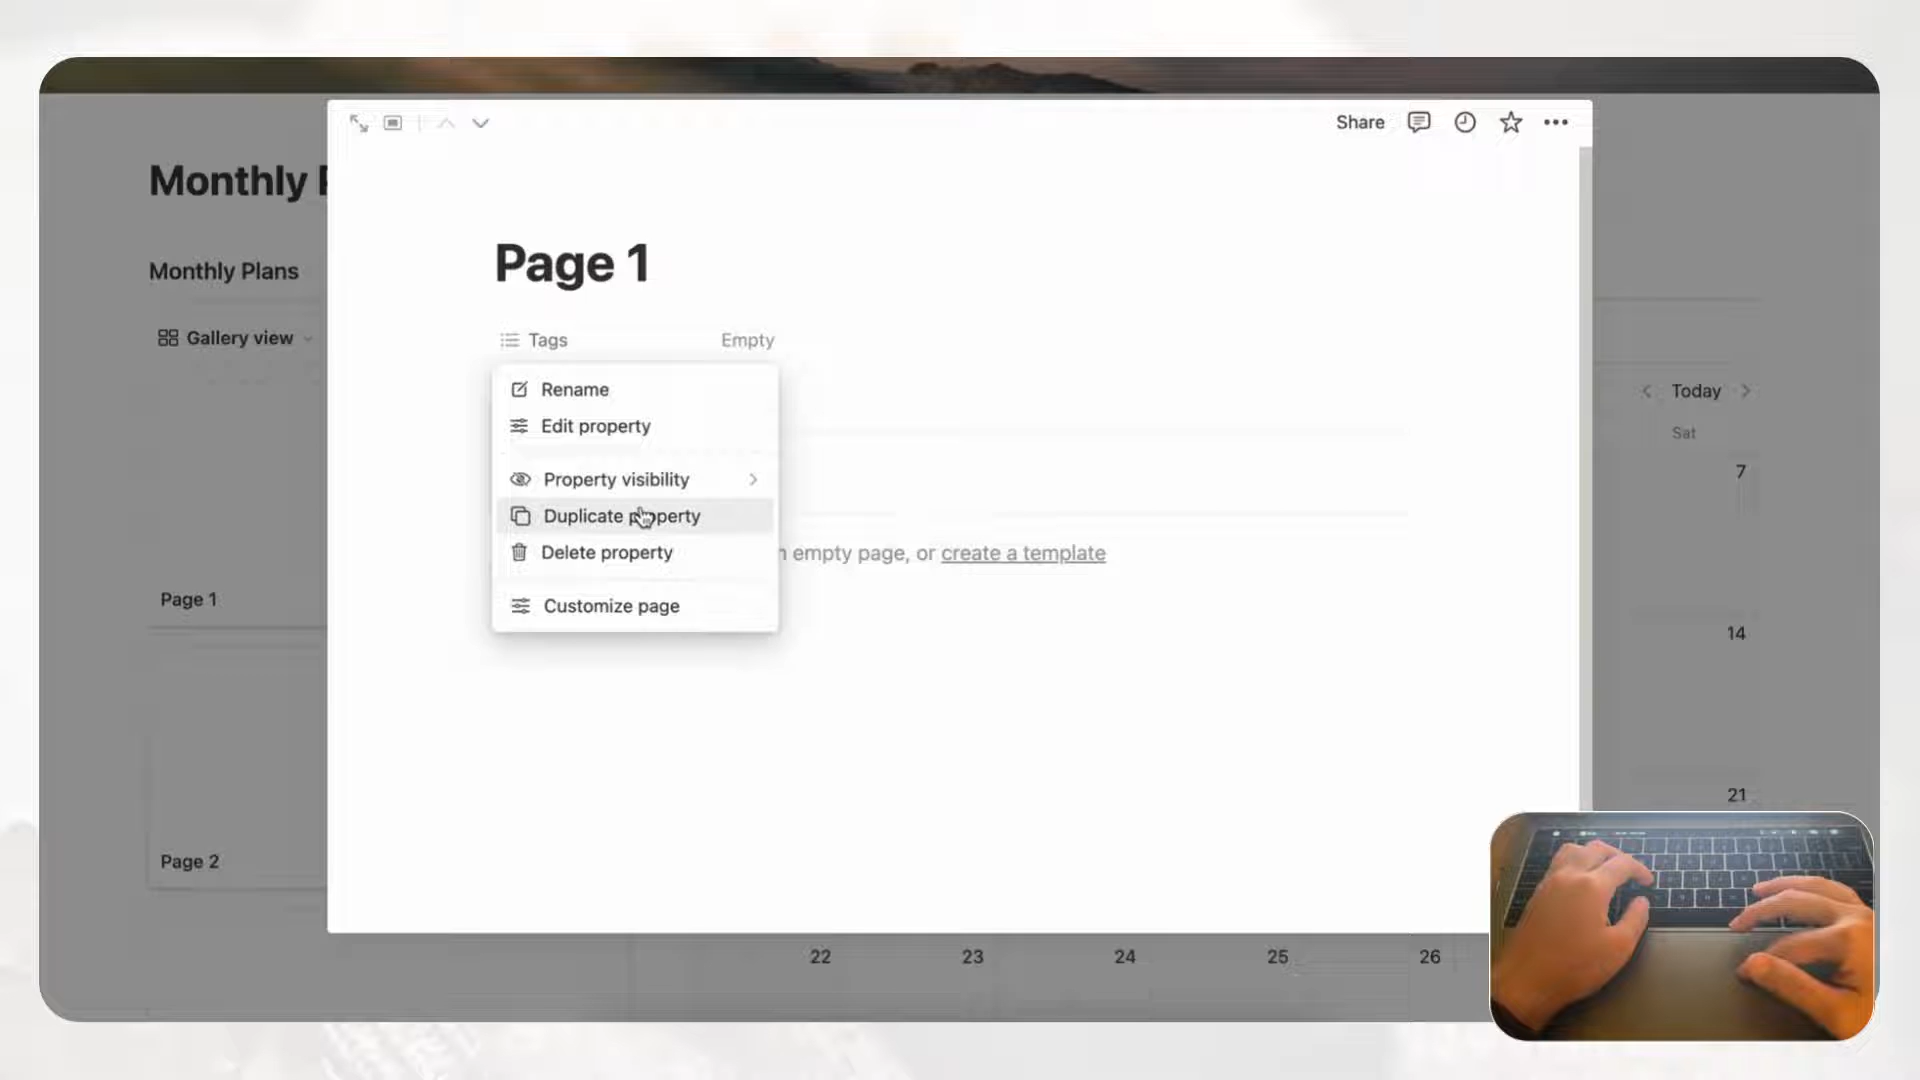 Share
Monthly P
Page 1
Monthly Plans
Gallery view
Tags Empty
Today
Rename
Edit property
Sat
7
Property visibility
Duplicate property
Delete property
empty page, or create a template
Customize page
Page 1
14
21
Page 2
22 23 24 25 26